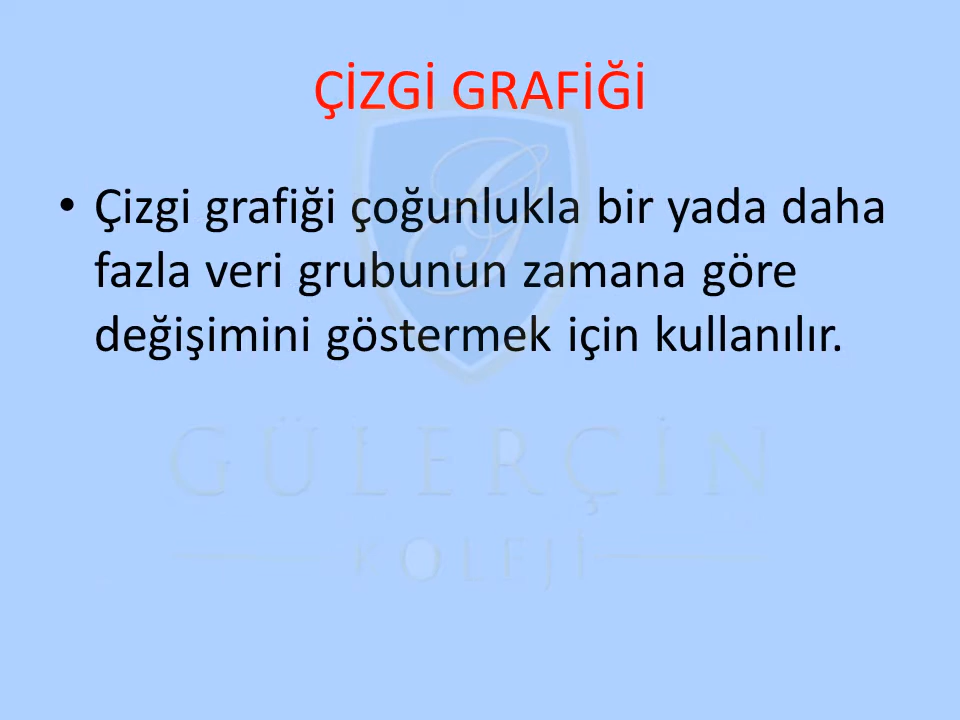 ÇİZGİ GRAFİĞİ
• Çizgi grafiği çoğunlukla bir yada daha
fazla veri grubunun zamana göre
değişimini göstermek için kullanılır.
GÜLERÇİN
KOLEJİ